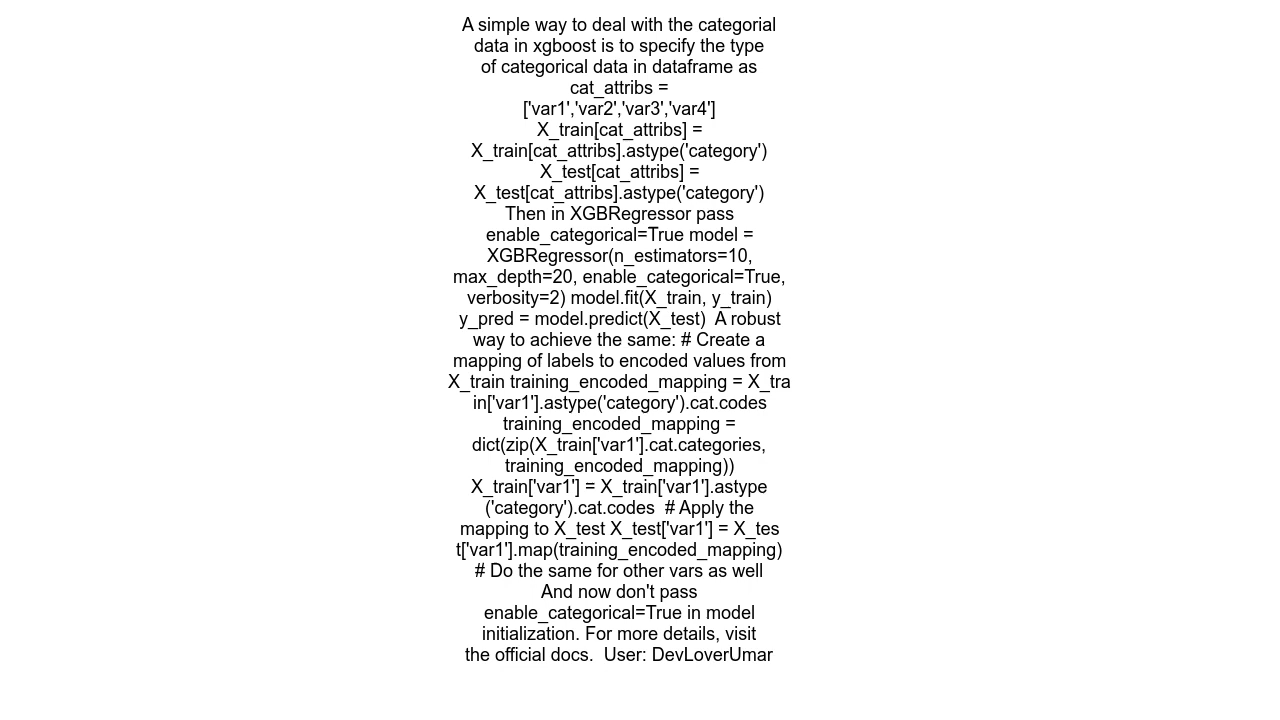 A simple way to deal with the categorial
data in xgboost is to specify the type
of categorical data in dataframe as
cat_attribs =
['var1','var2','var3','var4']
X_train[cat_attribs] =
X_train[cat_attribs].astype('category')
X_test[cat_attribs] =
X_test[cat_attribs].astype('category')
Then in XGBRegressor pass
enable_categorical=True model =
XGBRegressor(n_estimators=10,
max_depth=20, enable_categorical=True,
verbosity=2) model.fit(X_train, y_train)
y_pred = model.predict(X_test)  A robust
way to achieve the same: # Create a
mapping of labels to encoded values from
X_train training_encoded_mapping = X_tra
in['var1'].astype('category').cat.codes
training_encoded_mapping =
dict(zip(X_train['var1'].cat.categories,
training_encoded_mapping))
X_train['var1'] = X_train['var1'].astype
('category').cat.codes  # Apply the
mapping to X_test X_test['var1'] = X_tes
t['var1'].map(training_encoded_mapping)
# Do the same for other vars as well
And now don't pass
enable_categorical=True in model
initialization. For more details, visit
the official docs.  User: DevLoverUmar